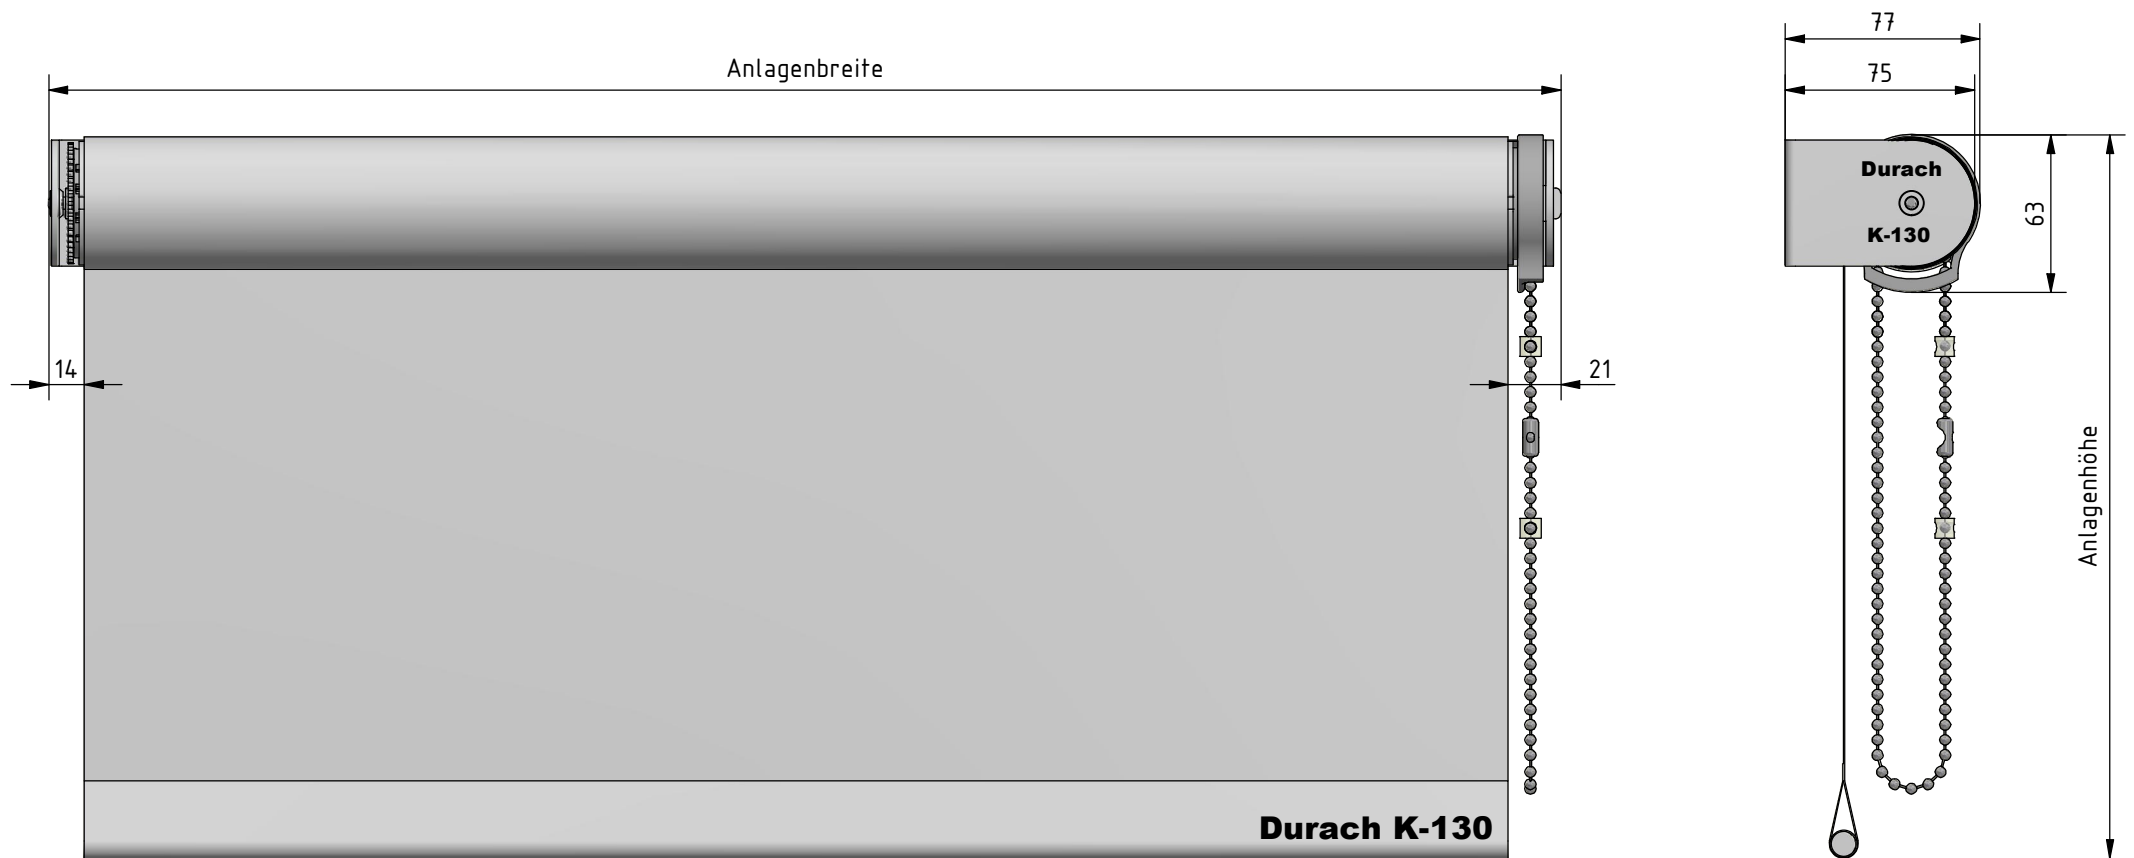 Anlagenbreite
77
75
Durach
K-130
63
14
21
Anlagenhöhe
Durach K-130